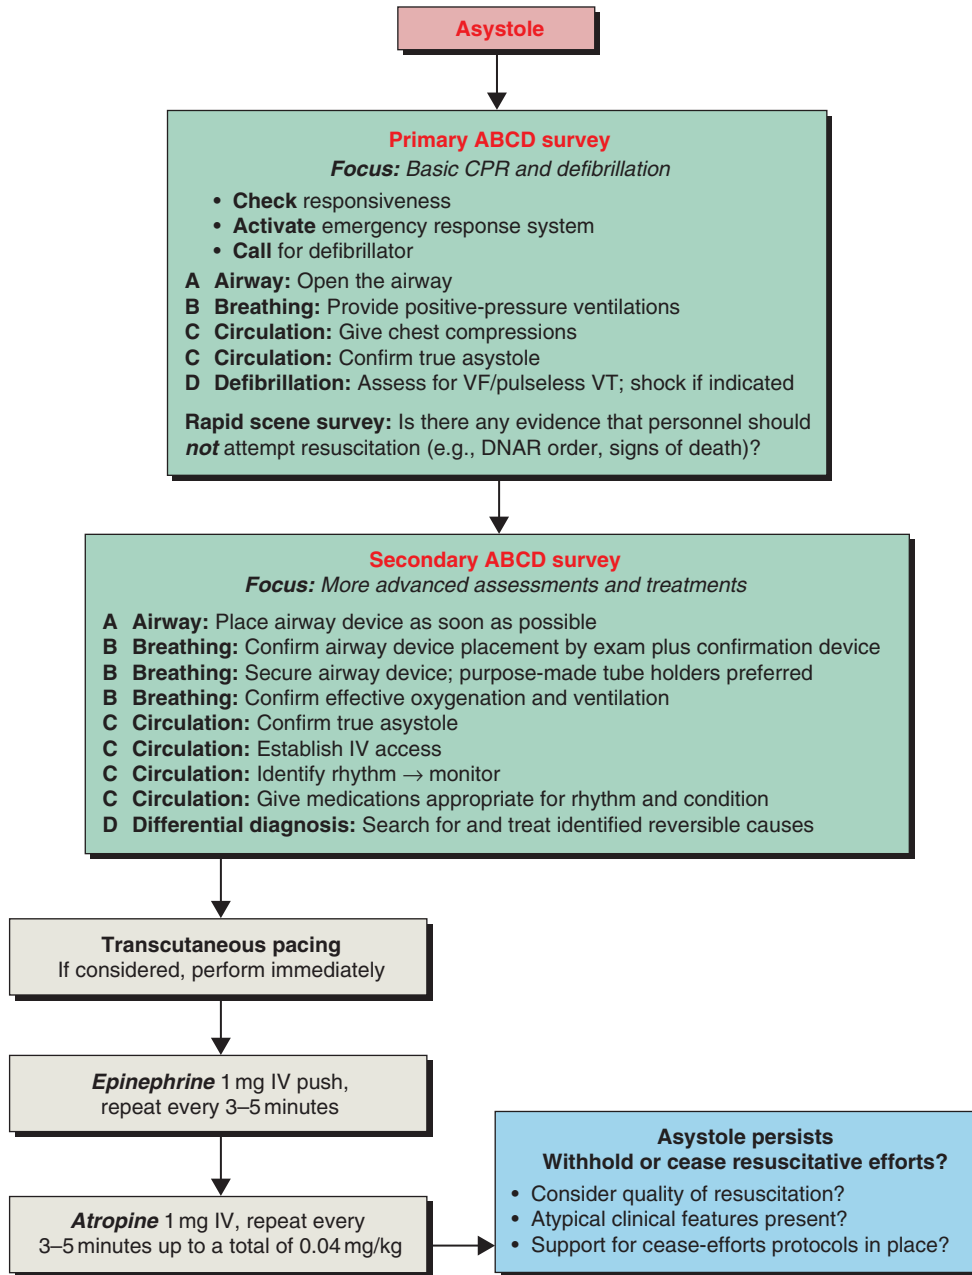 Asystole
Primary ABCD survey
Focus: Basic CPR and defibrillation
• Check responsiveness
• Activate emergency response system
• Call for defibrillator
A Airway: Open the airway
B Breathing: Provide positive-pressure ventilations
C Circulation: Give chest compressions
C Circulation: Confirm true asystole
D Defibrillation: Assess for VF/pulseless VT; shock if indicated
Rapid scene survey: Is there any evidence that personnel should
not attempt resuscitation (e.g., DNAR order, signs of death)?
Secondary ABCD survey
Focus: More advanced assessments and treatments
A Airway: Place airway device as soon as possible
B Breathing: Confirm airway device placement by exam plus confirmation device
B Breathing: Secure airway device; purpose-made tube holders preferred
B Breathing: Confirm effective oxygenation and ventilation
C Circulation: Confirm true asystole
C Circulation: Establish IV access
C Circulation: Identify rhythm → monitor
C Circulation: Give medications appropriate for rhythm and condition
D Differential diagnosis: Search for and treat identified reversible causes
Transcutaneous pacing
If considered, perform immediately
Epinephrine 1 mg IV push,
repeat every 3–5 minutes
Atropine 1 mg IV, repeat every
3–5 minutes up to a total of 0.04 mg/kg
Asystole persists
Withhold or cease resuscitative efforts?
• Consider quality of resuscitation?
• Atypical clinical features present?
• Support for cease-efforts protocols in place?